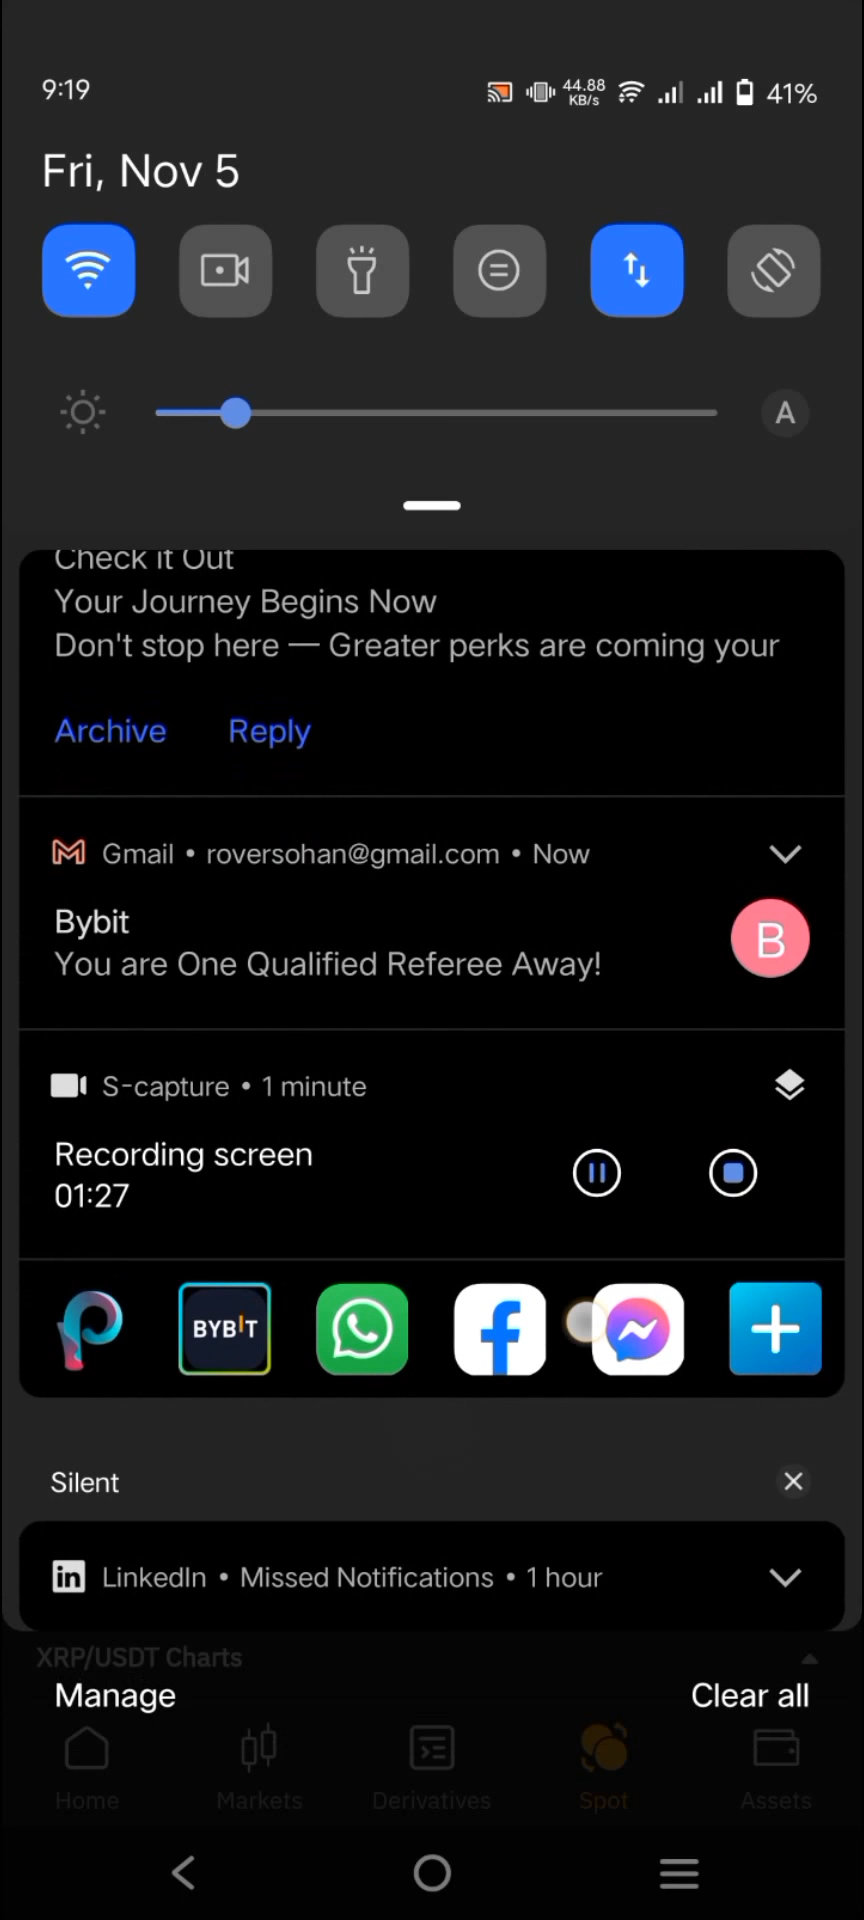 9:19
44.88
KB/s
41%
Fri, Nov 5
A
Check it Out
Your Journey Begins Now
Don't stop here — Greater perks are coming your
Archive Reply
Gmail • roversohan@gmail.com • Now
Bybit
B
You are One Qualified Referee Away!
S-capture • 1 minute
Recording screen
01:27
BYBIT
Silent
in LinkedIn • Missed Notifications • 1 hour
XRP/USDT Charts
Manage Clear all
Home Markets Derivatives Spot Assets